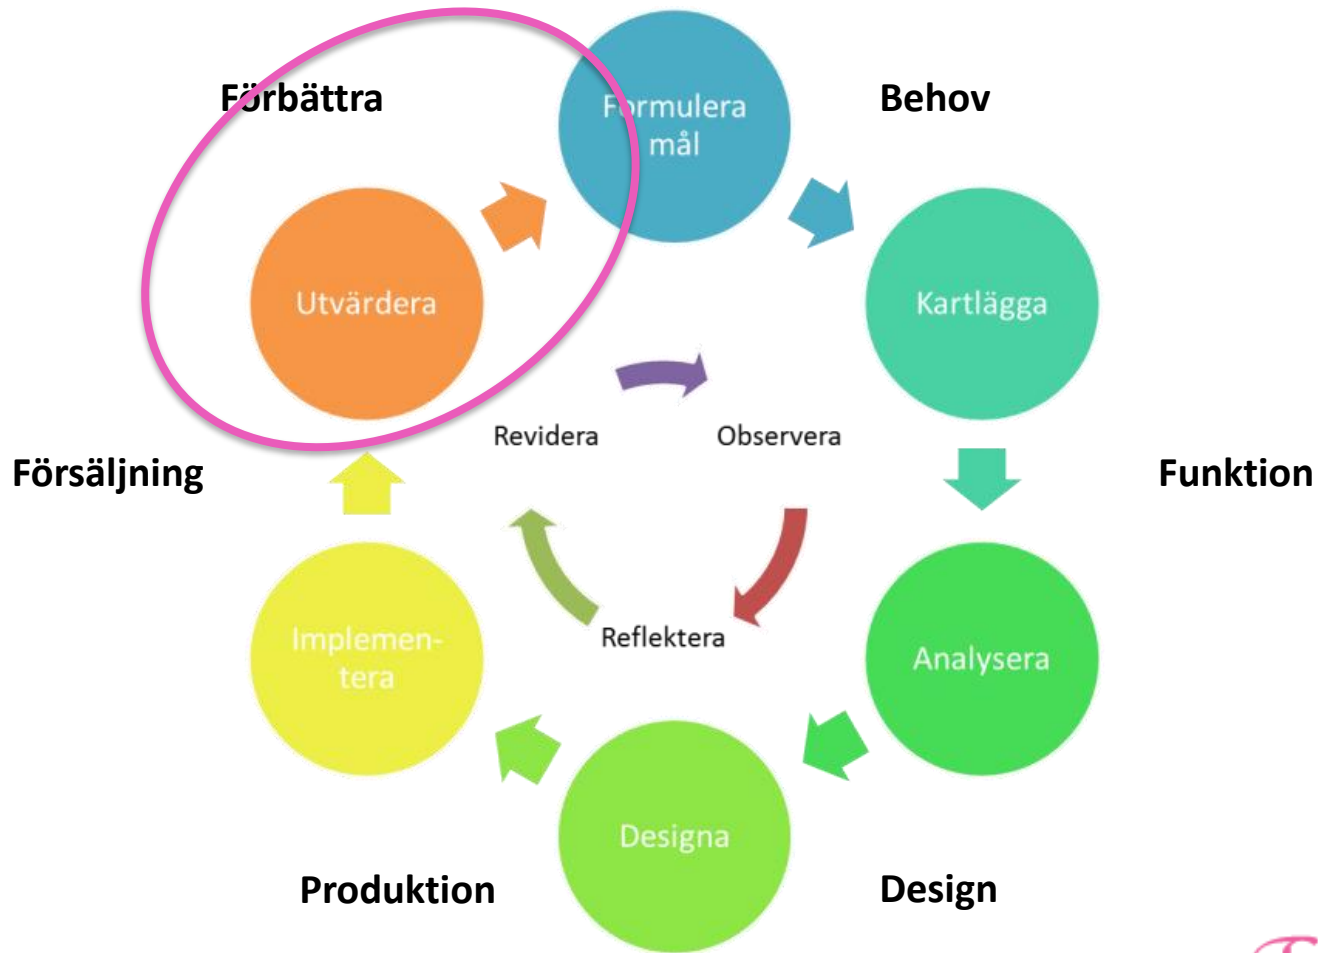 Förbättra
Formulera
mål
Behov
Utvärdera
Kartlägga
Revidera
Observera
Försäljning
Funktion
Implemen-
tera
Reflektera
Analysera
Designa
Produktion
Design